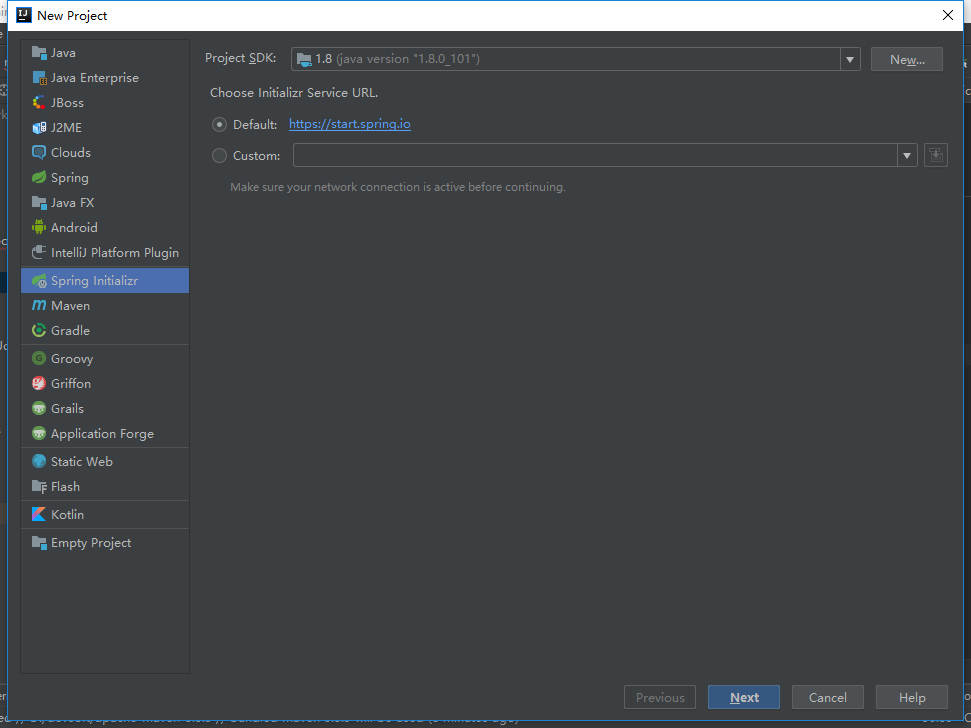 New Project
Java
Java Enterprise
JBoss
J2ME
Clouds
Spring
Java FX
Android
IntelliJ Platform Plugin
Spring Initializr
Maven
Gradle
Groovy
Griffon
Grails
Application Forge
Static Web
Flash
Kotlin
Empty Project
Project SDK: 1.8 (java version "1.8.0_101") New...
Choose Initializr Service URL.
Default: https://start.spring.io
Custom:
Make sure your network connection is active before continuing.
Previous Next Cancel Help